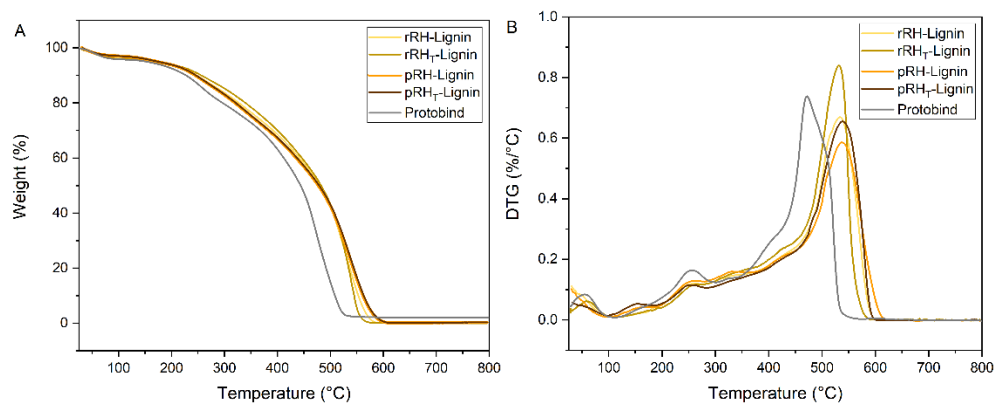 A
rRH-Lignin
rRHT-Lignin
pRH-Lignin
pRHT-Lignin
Protobind
100
80
60
40
20
0
Weight (%)
100 200 300 400 500 600 700 800
Temperature (°C)
B
rRH-Lignin
rRHT-Lignin
pRH-Lignin
pRHT-Lignin
Protobind
1.0
0.8
0.6
0.4
0.2
0.0
DTG (%/°C)
100 200 300 400 500 600 700 800
Temperature (°C)